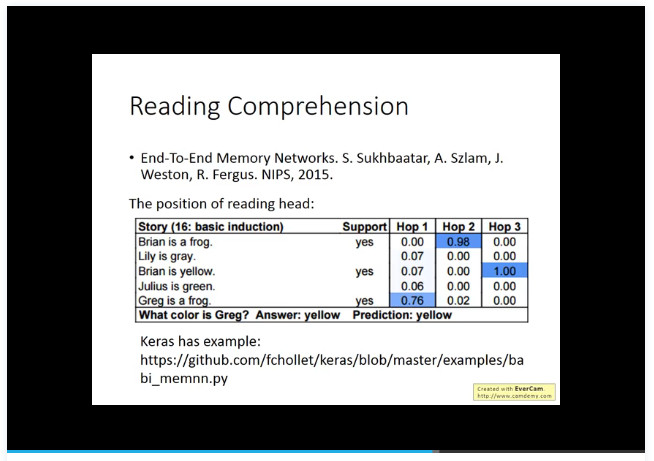 Reading Comprehension
• End-To-End Memory Networks. S. Sukhbaatar, A. Szlam, J.
Weston, R. Fergus. NIPS, 2015.
The position of reading head:
Story (16: basic induction) Support Hop 1 Hop 2 Hop 3
Brian is a frog. yes 0.00 0.98 0.00
Lily is gray. 0.07 0.00 0.00
Brian is yellow. yes 0.07 0.00 1.00
Julius is green. 0.06 0.00 0.00
Greg is a frog. yes 0.76 0.02 0.00
What color is Greg? Answer: yellow Prediction: yellow
Keras has example:
https://github.com/fchollet/keras/blob/master/examples/ba
bi_memnn.py
Created with EverCam
http://www.camdemy.com